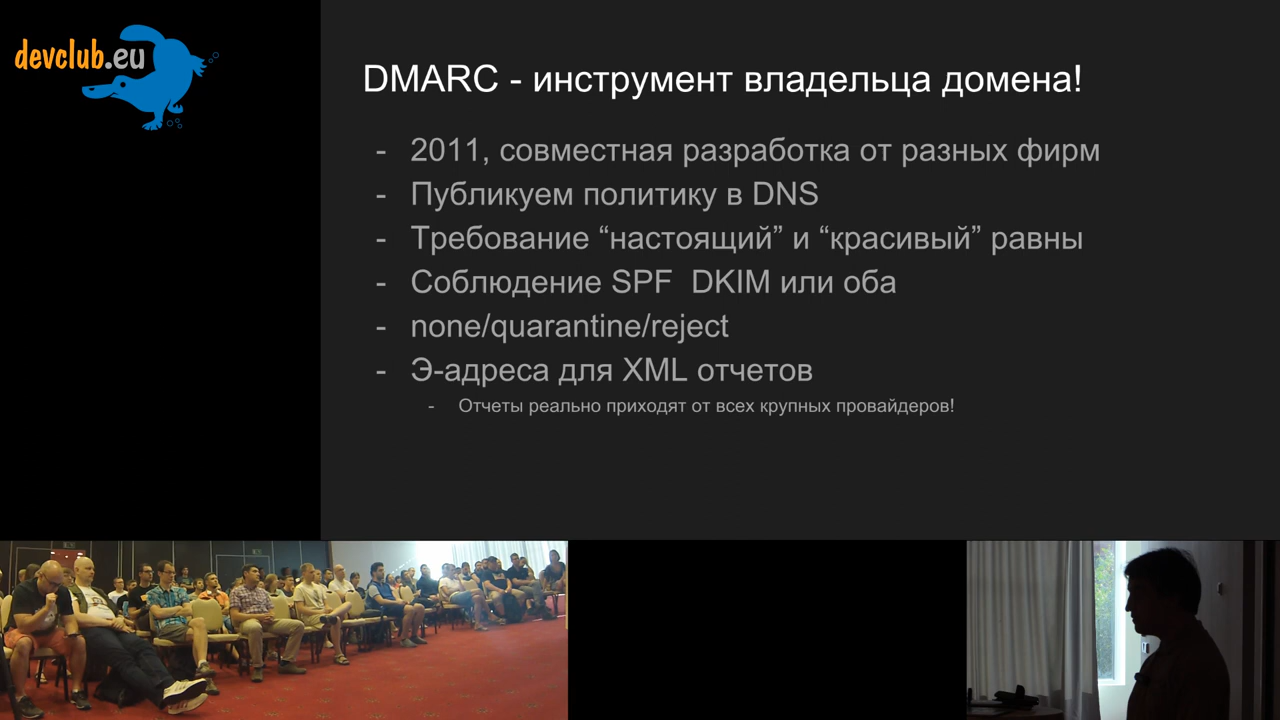 devclub.eu
DMARC - инструмент владельца домена!
- 2011, совместная разработка от разных фирм
- Публикуем политику в DNS
- Требование “настоящий” и “красивый” равны
- Соблюдение SPF  DKIM или оба
- none/quarantine/reject
- Э-адреса для XML отчетов
- Отчеты реально приходят от всех крупных провайдеров!